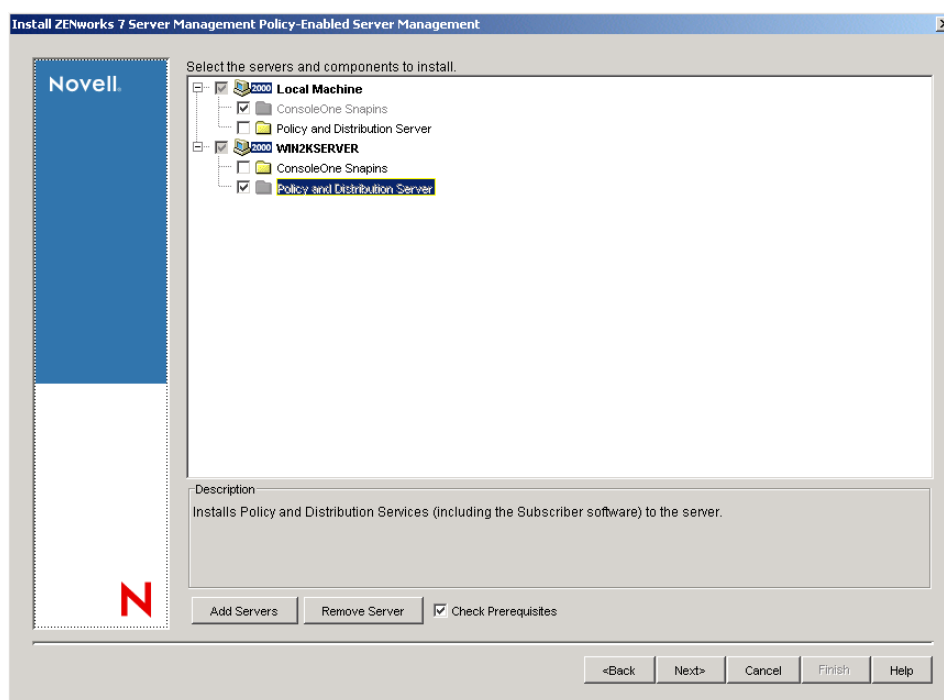 Install ZENworks 7 Server Management Policy-Enabled Server Management
Novell.
Select the servers and components to install.
2000 Local Machine
ConsoleOne Snapins
Policy and Distribution Server
2000 WIN2KSERVER
ConsoleOne Snapins
Policy and Distribution Server
Description
Installs Policy and Distribution Services (including the Subscriber software) to the server.
N
Add Servers Remove Server Check Prerequisites
«Back Next» Cancel Finish Help